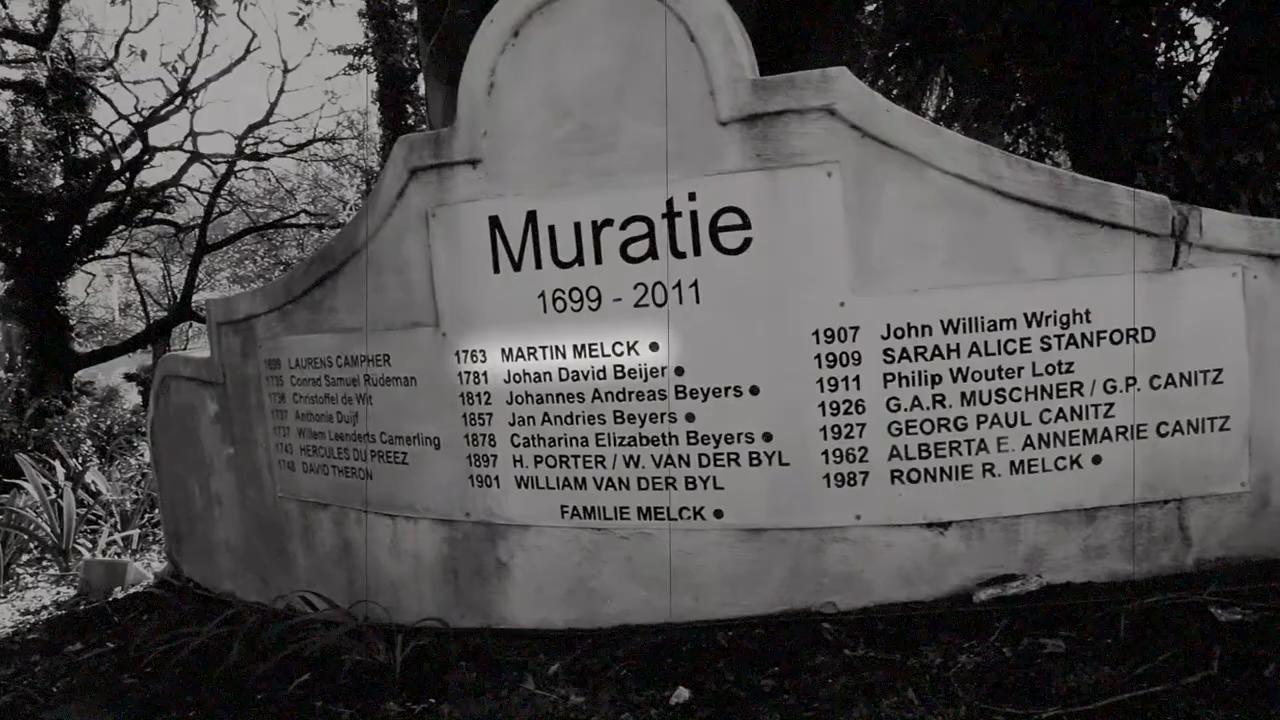 Muratie
1699 - 2011
1699 LAURENS CAMPHER
1735 Conrad Samuel Rüdeman
1736 Christoffel de Wit
1737 Anthonie Duijf
1737 Willem Leenderts Camerling
1743 HERCULES DU PREEZ
1748 DAVID THERON
1763 MARTIN MELCK ●
1781 Johan David Beijer ●
1812 Johannes Andreas Beyers ●
1857 Jan Andries Beyers ●
1878 Catharina Elizabeth Beyers ●
1897 H. PORTER / W. VAN DER BYL
1901 WILLIAM VAN DER BYL
FAMILIE MELCK ●
1907 John William Wright
1909 SARAH ALICE STANFORD
1911 Philip Wouter Lotz
1926 G.A.R. MUSCHNER / G.P. CANITZ
1927 GEORG PAUL CANITZ
1962 ALBERTA E. ANNEMARIE CANITZ
1987 RONNIE R. MELCK ●